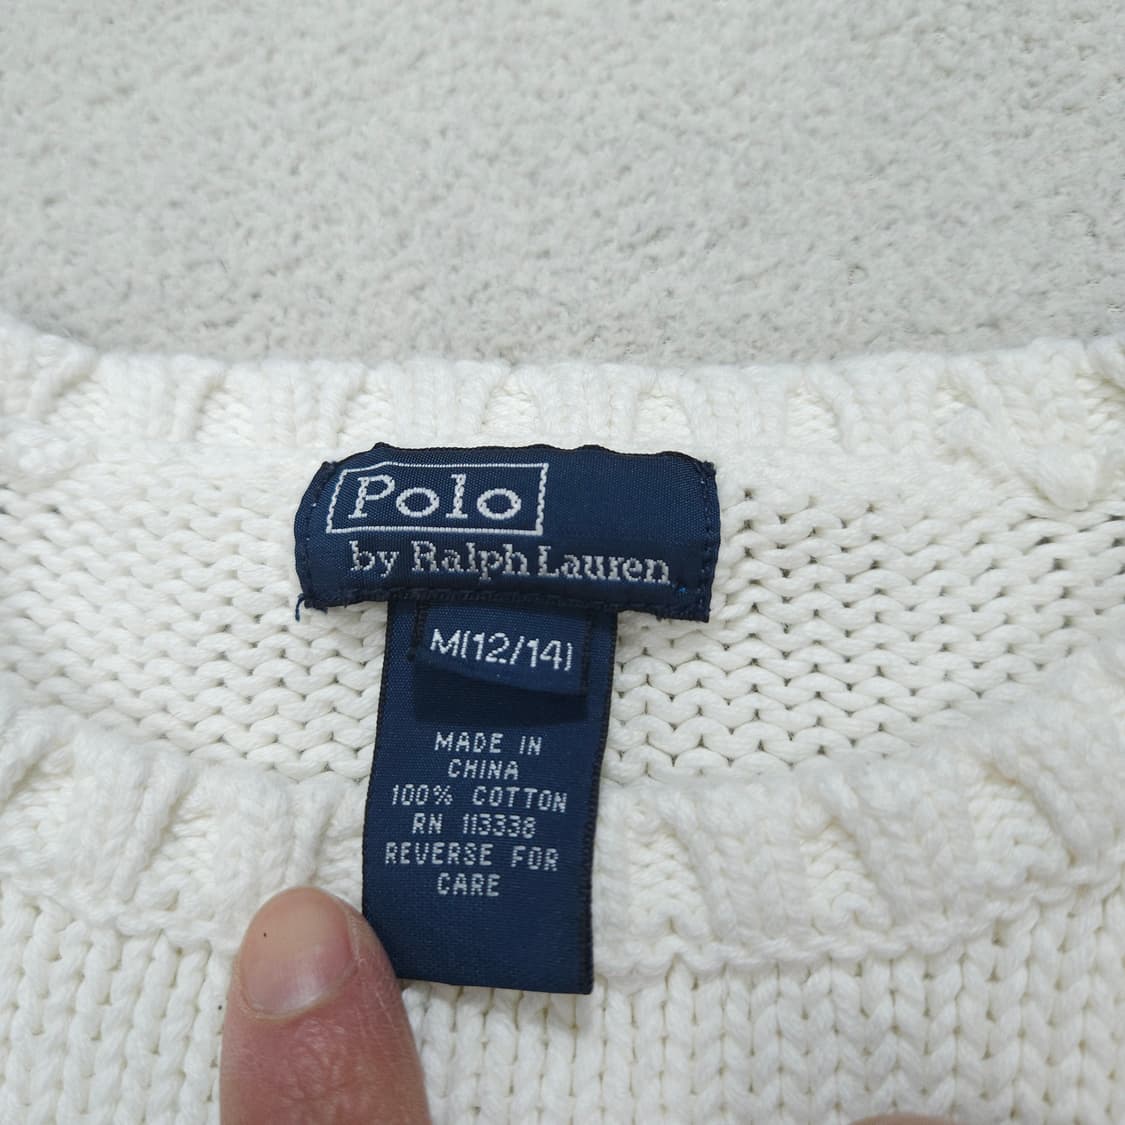 Polo
by Ralph Lauren
M(12/14)
MADE IN
CHINA
100% COTTON
RN 113338
REVERSE FOR
CARE